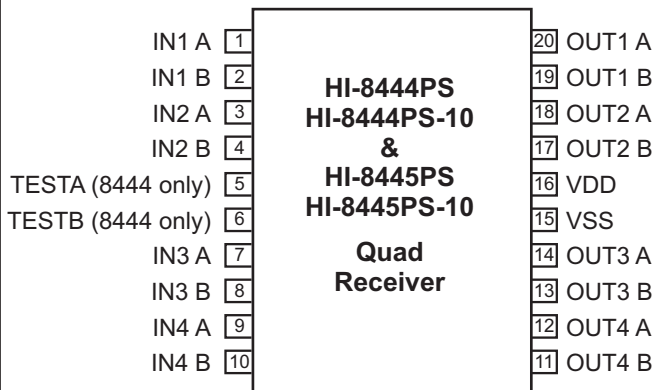 IN1 A 1
IN1 B 2
IN2 A 3
IN2 B 4
TESTA (8444 only) 5
TESTB (8444 only) 6
IN3 A 7
IN3 B 8
IN4 A 9
IN4 B 10
HI-8444PS
HI-8444PS-10
&
HI-8445PS
HI-8445PS-10
Quad
Receiver
20 OUT1 A
19 OUT1 B
18 OUT2 A
17 OUT2 B
16 VDD
15 VSS
14 OUT3 A
13 OUT3 B
12 OUT4 A
11 OUT4 B